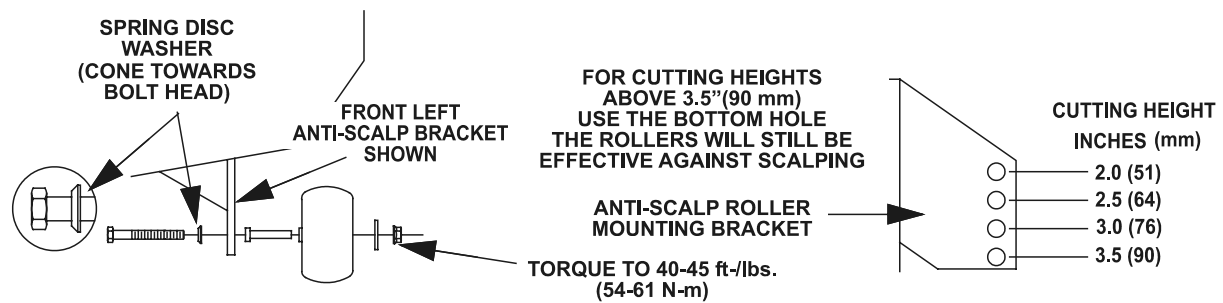 SPRING DISC
WASHER
(CONE TOWARDS
BOLT HEAD)
FRONT LEFT
ANTI-SCALP BRACKET
SHOWN
TORQUE TO 40-45 ft-/lbs.
(54-61 N-m)
FOR CUTTING HEIGHTS
ABOVE 3.5”(90 mm)
USE THE BOTTOM HOLE
THE ROLLERS WILL STILL BE
EFFECTIVE AGAINST SCALPING
ANTI-SCALP ROLLER
MOUNTING BRACKET
CUTTING HEIGHT
INCHES (mm)
2.0 (51)
2.5 (64)
3.0 (76)
3.5 (90)